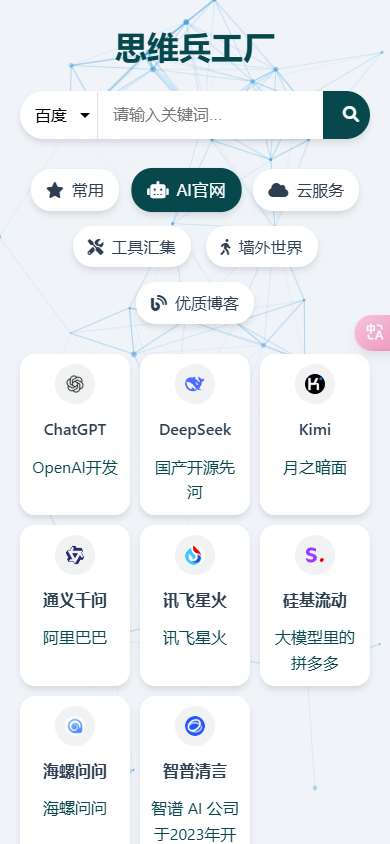 思维兵工厂
百度
请输入关键词...
常用
AI官网
云服务
工具汇集
墙外世界
优质博客
中A
ChatGPT
DeepSeek
Kimi
OpenAI开发
国产开源先
河
月之暗面
通义千问
讯飞星火
硅基流动
阿里巴巴
讯飞星火
大模型里的
拼多多
海螺问问
智普清言
海螺问问
智谱 AI 公司
于2023年开